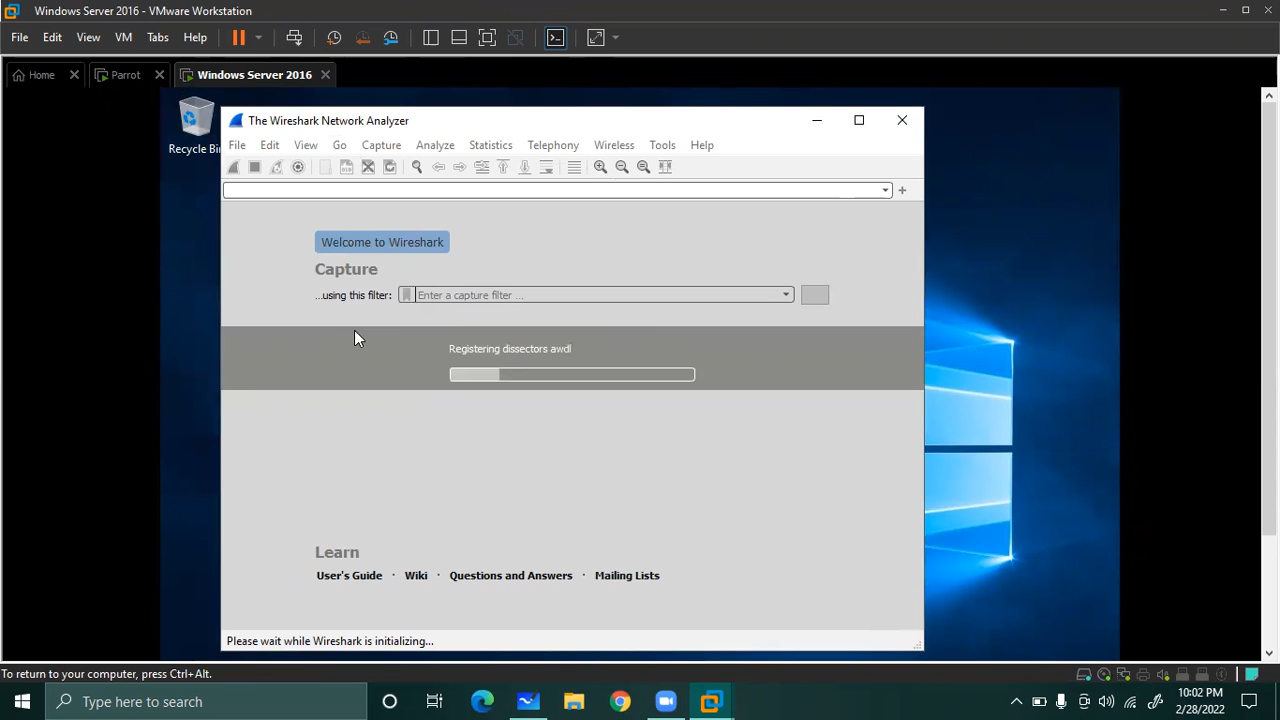 Windows Server 2016 - VMware Workstation
File Edit View VM Tabs Help
Home Parrot Windows Server 2016
Recycle Bi
The Wireshark Network Analyzer
File Edit View Go Capture Analyze Statistics Telephony Wireless Tools Help
Welcome to Wireshark
Capture
...using this filter: Enter a capture filter ...
Registering dissectors awdl
Learn
User's Guide · Wiki · Questions and Answers · Mailing Lists
Please wait while Wireshark is initializing...
To return to your computer, press Ctrl+Alt.
Type here to search
10:02 PM
2/28/2022